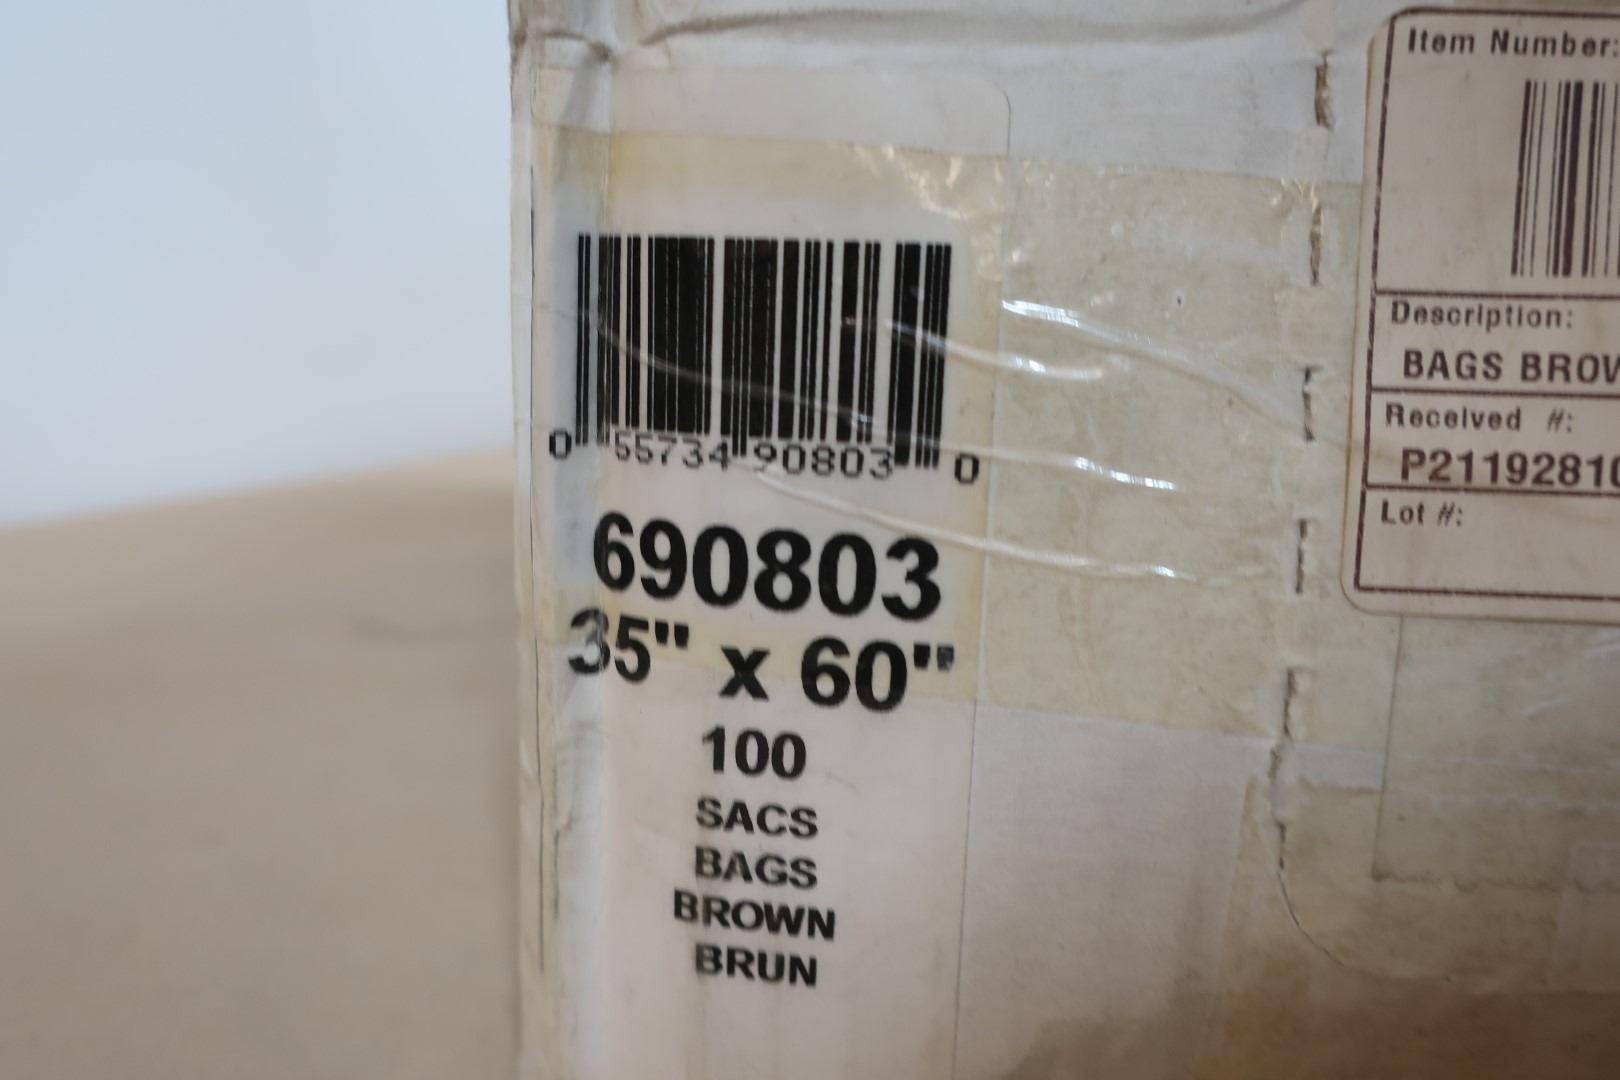 0 55734 90803 0
690803
35" x 60"
100
SACS
BAGS
BROWN
BRUN
Item Number:
Description:
BAGS BROW
Received #:
P21192810
Lot #: